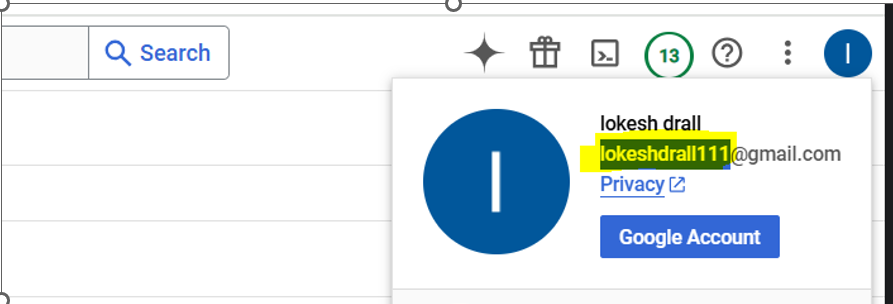 Search
13
l
lokesh drall
l
lokeshdrall111@gmail.com
Privacy
Google Account